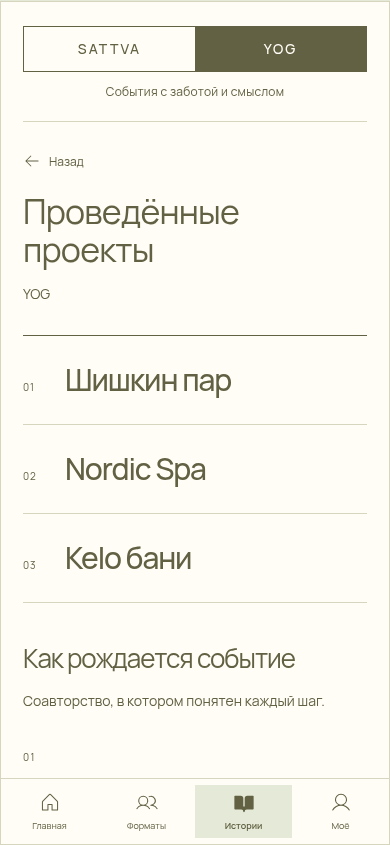 SATTVA
YOG
События с заботой и смыслом
Назад
Проведённые
проекты
YOG
01
Шишкин пар
02
Nordic Spa
03
Kelo бани
Как рождается событие
Соавторство, в котором понятен каждый шаг.
01
Главная
Форматы
Истории
Моё